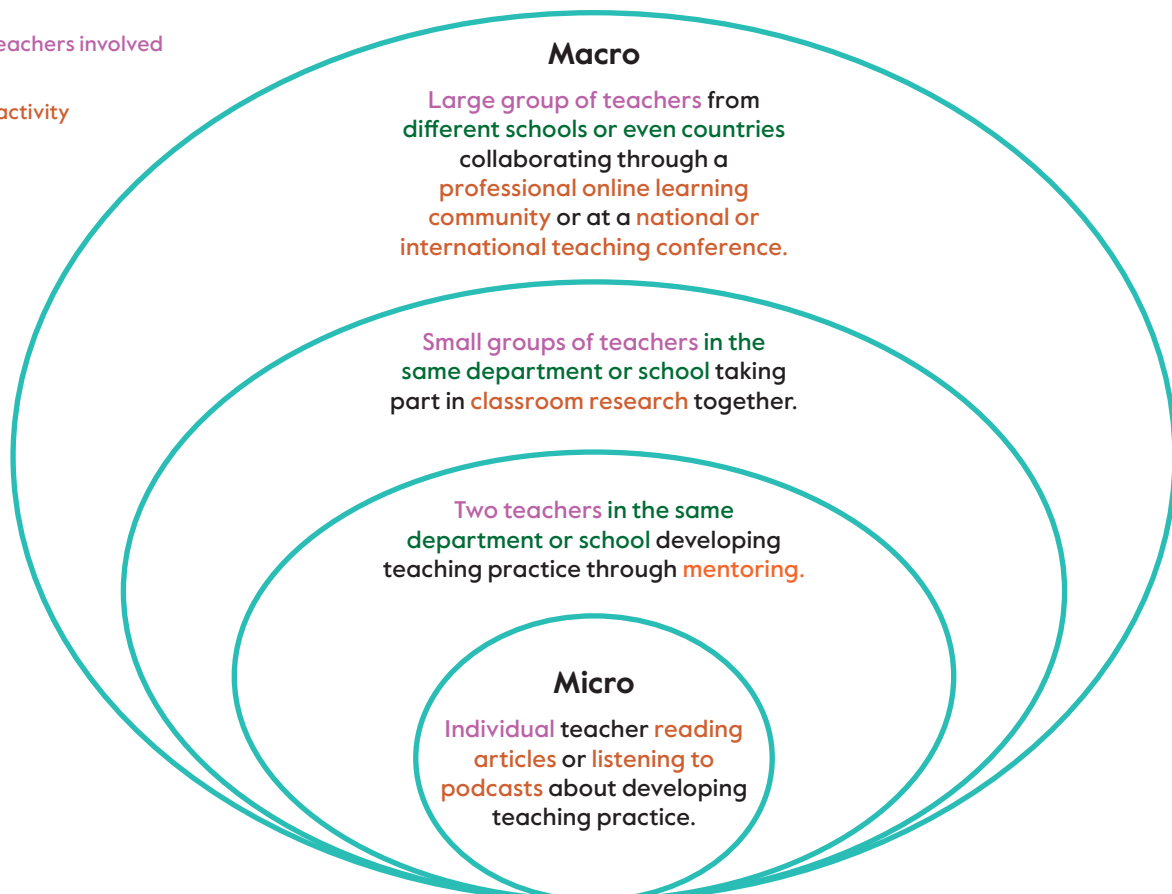 eachers involved
activity
Macro
Large group of teachers from
different schools or even countries
collaborating through a
professional online learning
community or at a national or
international teaching conference.
Small groups of teachers in the
same department or school taking
part in classroom research together.
Two teachers in the same
department or school developing
teaching practice through mentoring.
Micro
Individual teacher reading
articles or listening to
podcasts about developing
teaching practice.